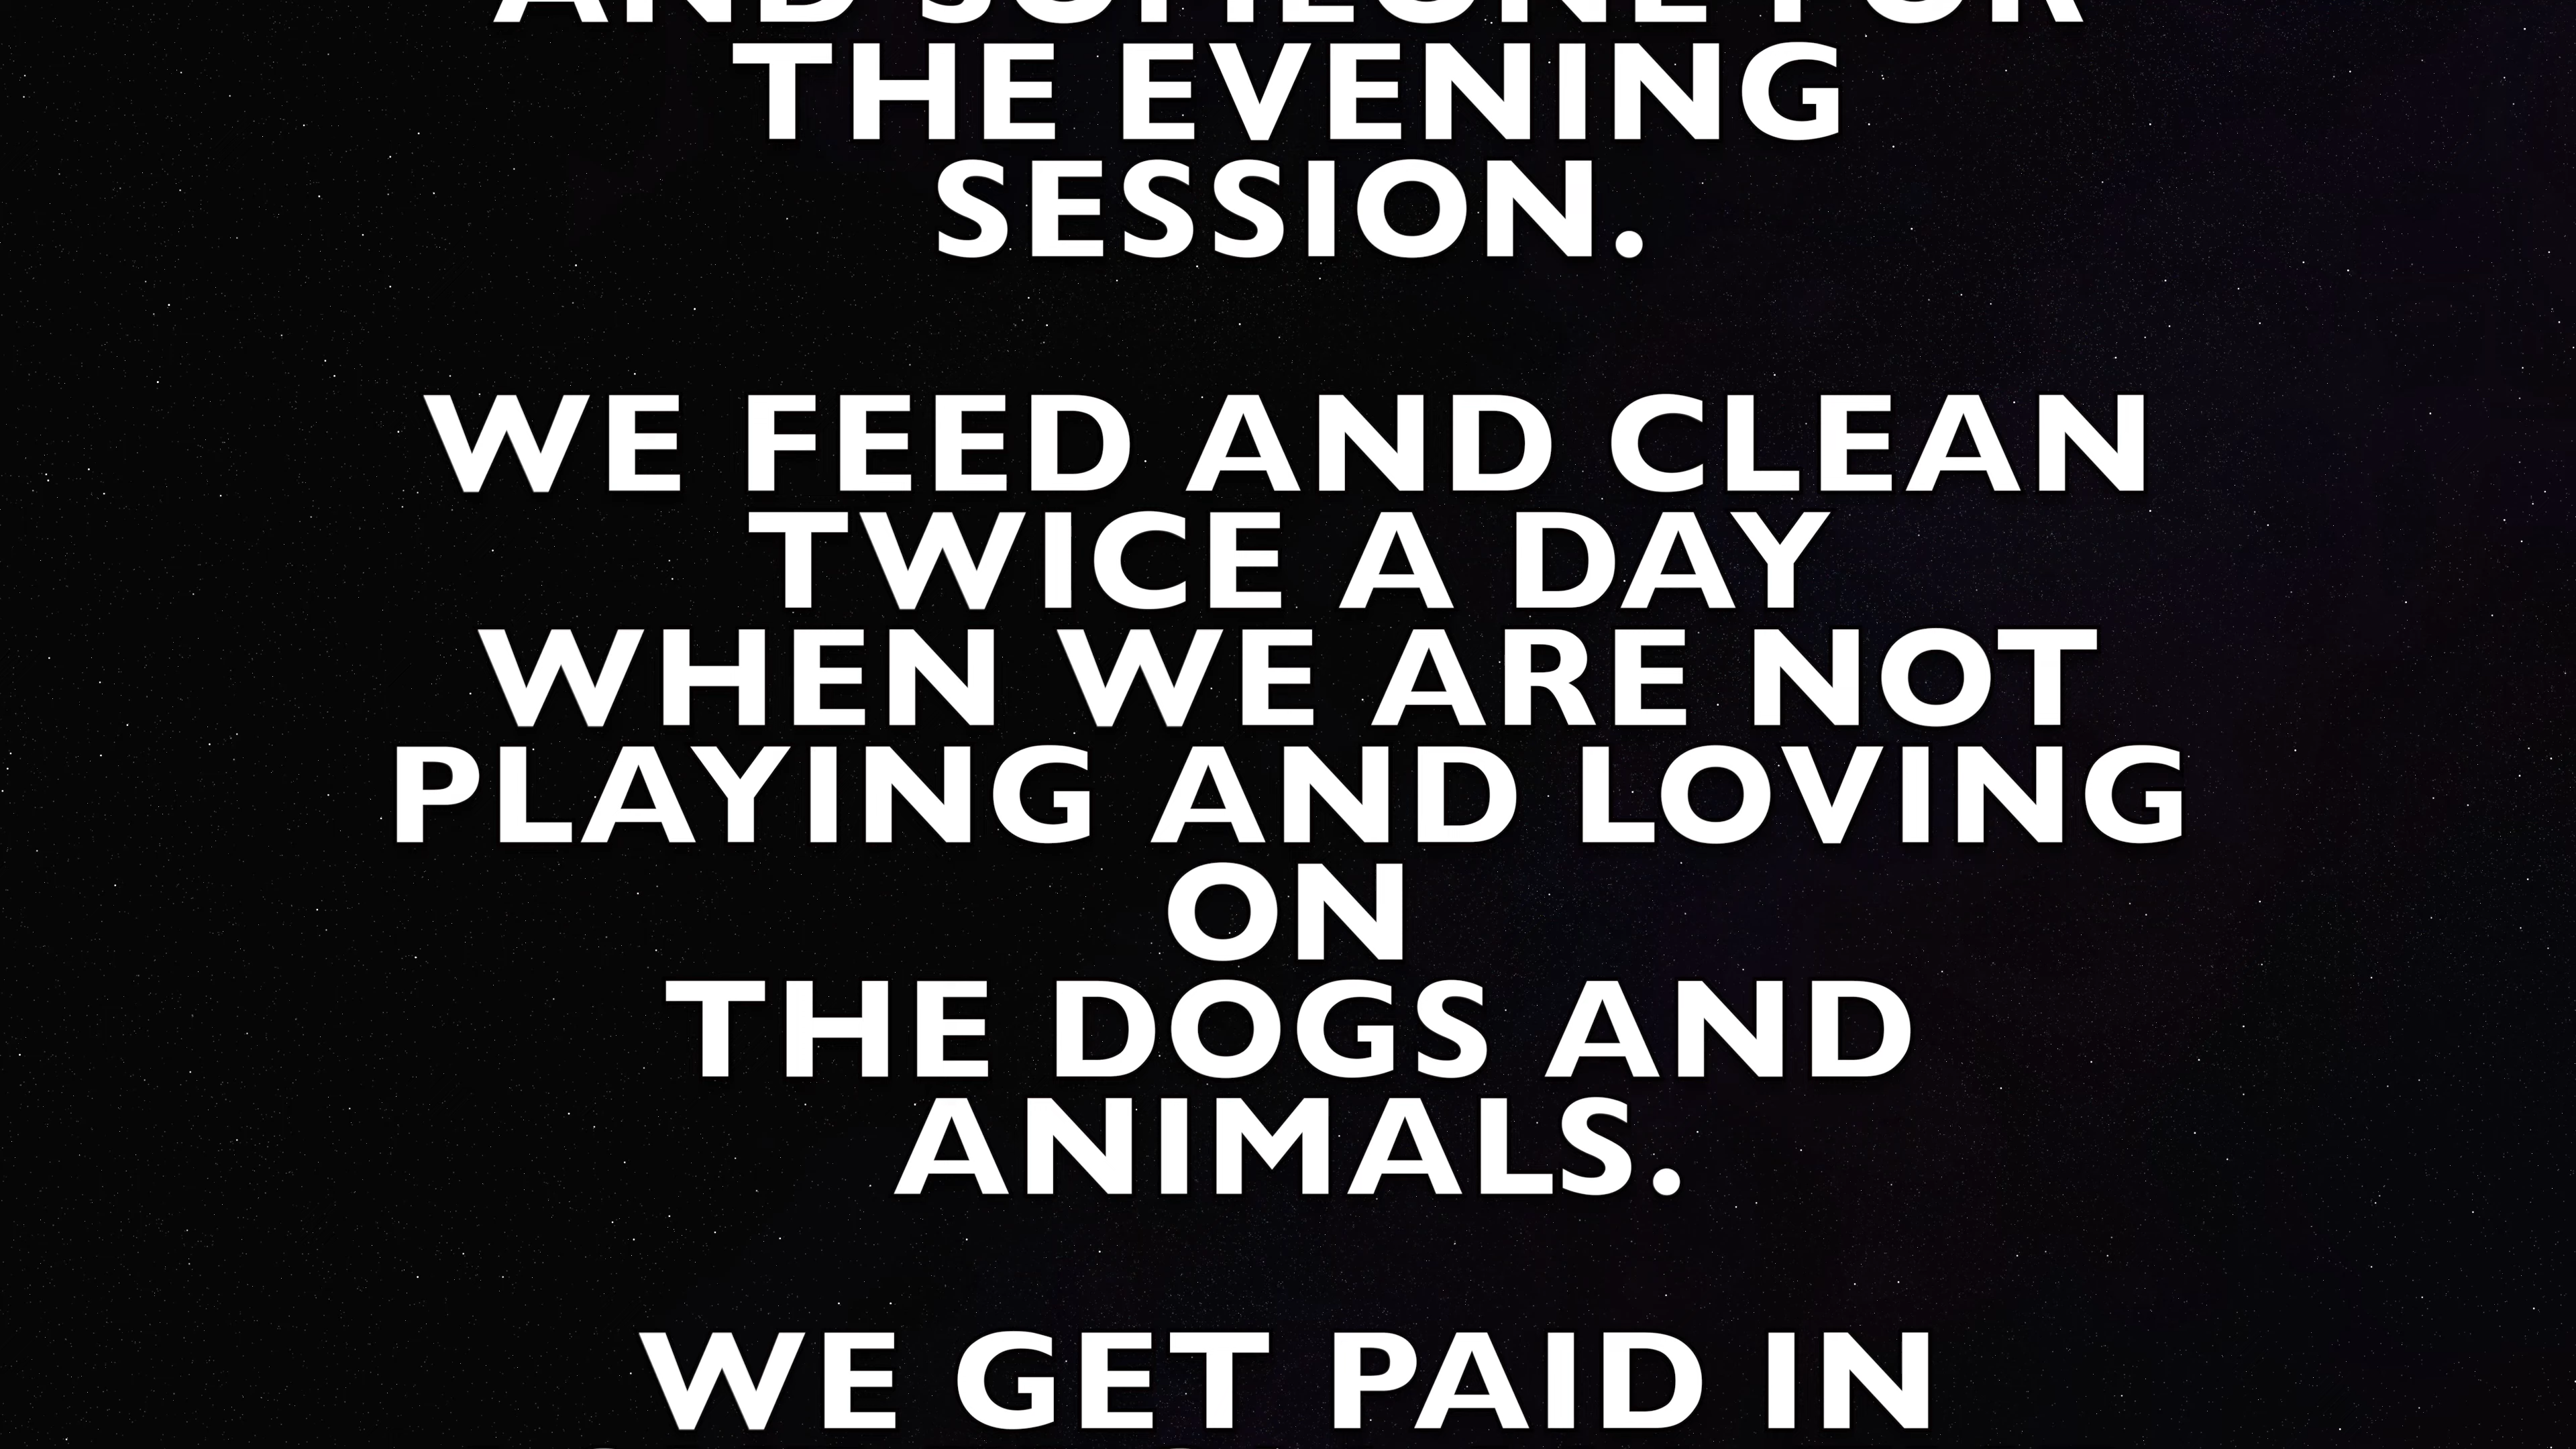 AND SOMEONE FOR
THE EVENING
SESSION.
WE FEED AND CLEAN
TWICE A DAY
WHEN WE ARE NOT
PLAYING AND LOVING
ON
THE DOGS AND
ANIMALS.
WE GET PAID IN